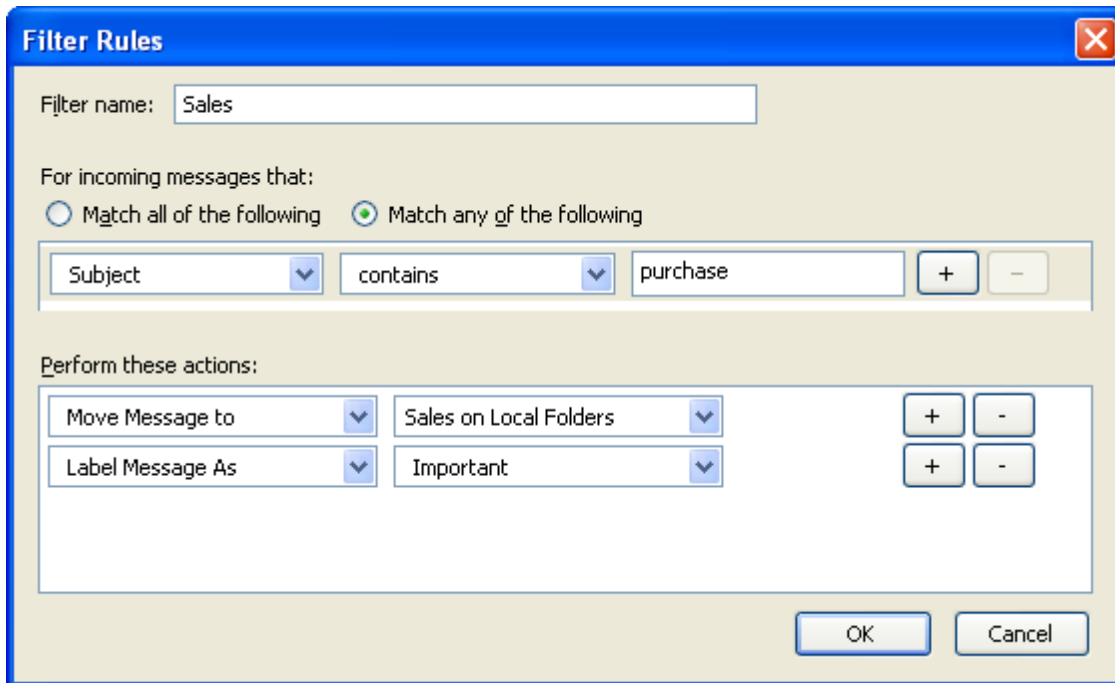 Filter Rules
Filter name: Sales
For incoming messages that:
Match all of the following Match any of the following
Subject contains purchase + −
Perform these actions:
Move Message to Sales on Local Folders + -
Label Message As Important + -
OK Cancel